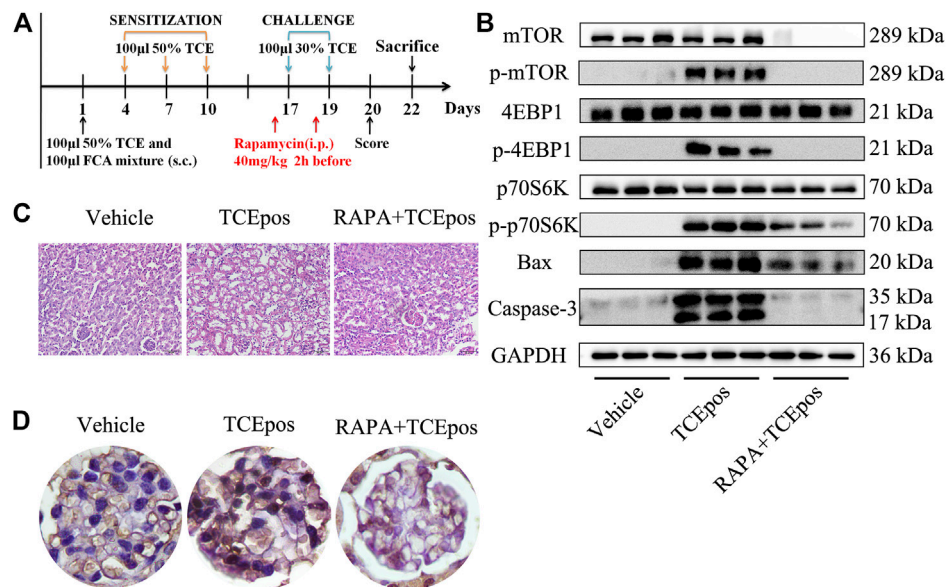 A
SENSITIZATION
CHALLENGE
100µl 50% TCE
100µl 30% TCE
Sacrifice
1 4 7 10 17 19 20 22 Days
100µl 50% TCE and
100µl FCA mixture (s.c.)
Rapamycin(i.p.)
40mg/kg 2h before
Score
B
mTOR 289 kDa
p-mTOR 289 kDa
4EBP1 21 kDa
p-4EBP1 21 kDa
p70S6K 70 kDa
p-p70S6K 70 kDa
Bax 20 kDa
Caspase-3 35 kDa
17 kDa
GAPDH 36 kDa
Vehicle
TCEpos
RAPA+TCEpos
C
Vehicle TCEpos RAPA+TCEpos
D
Vehicle TCEpos RAPA+TCEpos